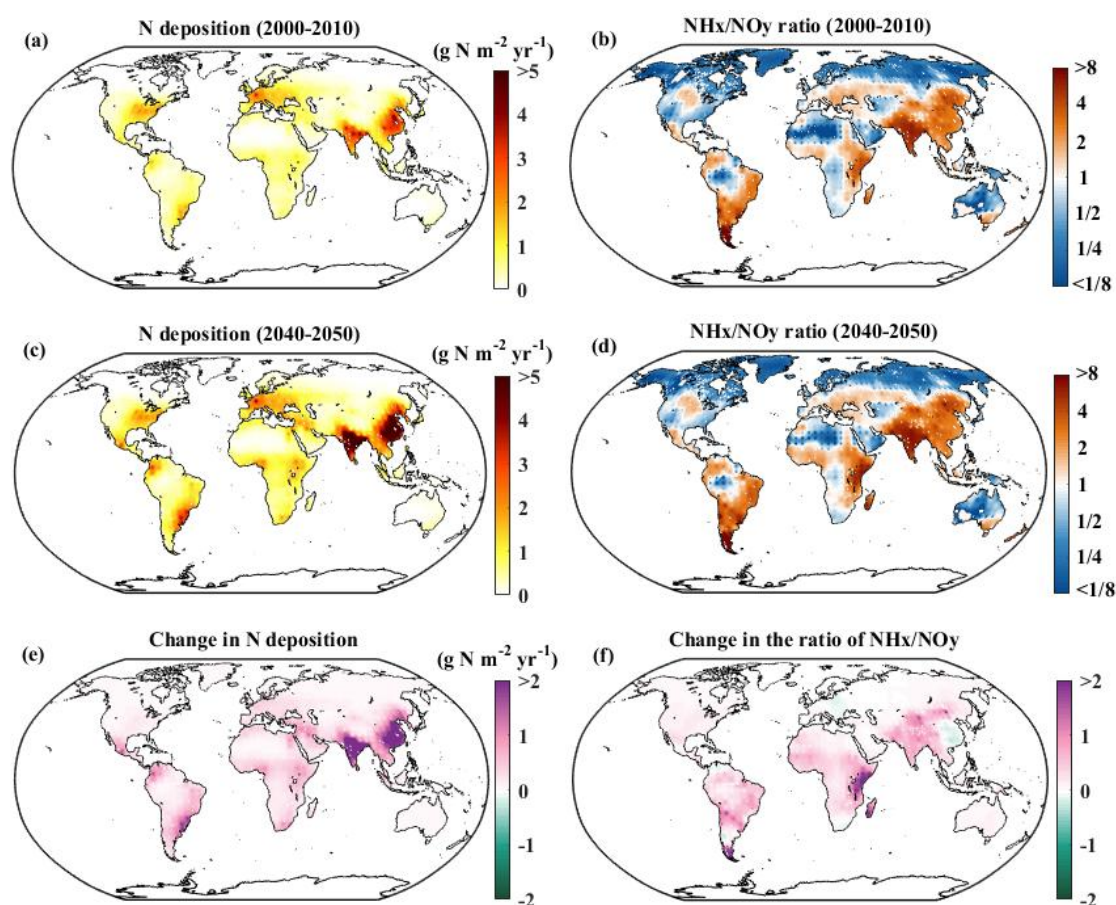 (a)
N deposition (2000-2010)
(g N m⁻² yr⁻¹)
>5
4
3
2
1
0
(b)
NHx/NOy ratio (2000-2010)
>8
4
2
1
1/2
1/4
<1/8
(c)
N deposition (2040-2050)
(g N m⁻² yr⁻¹)
>5
4
3
2
1
0
(d)
NHx/NOy ratio (2040-2050)
>8
4
2
1
1/2
1/4
<1/8
(e)
Change in N deposition
(g N m⁻² yr⁻¹)
>2
1
0
-1
-2
(f)
Change in the ratio of NHx/NOy
>2
1
0
-1
-2